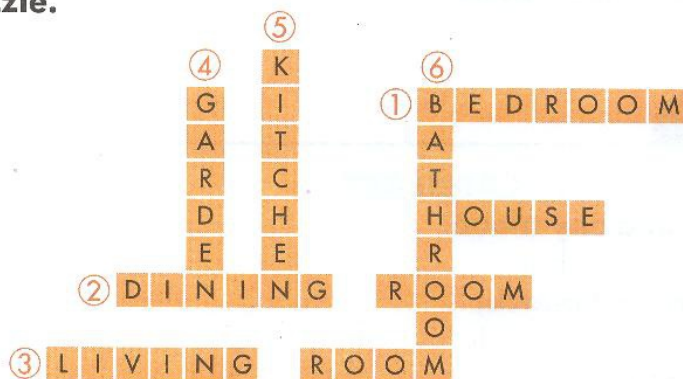 zle.
⑤
④ K ⑥
G I ① B E D R O O M
A T A
R C T
D H H O U S E
E E R
② D I N I N G R O O M
O
③ L I V I N G R O O M